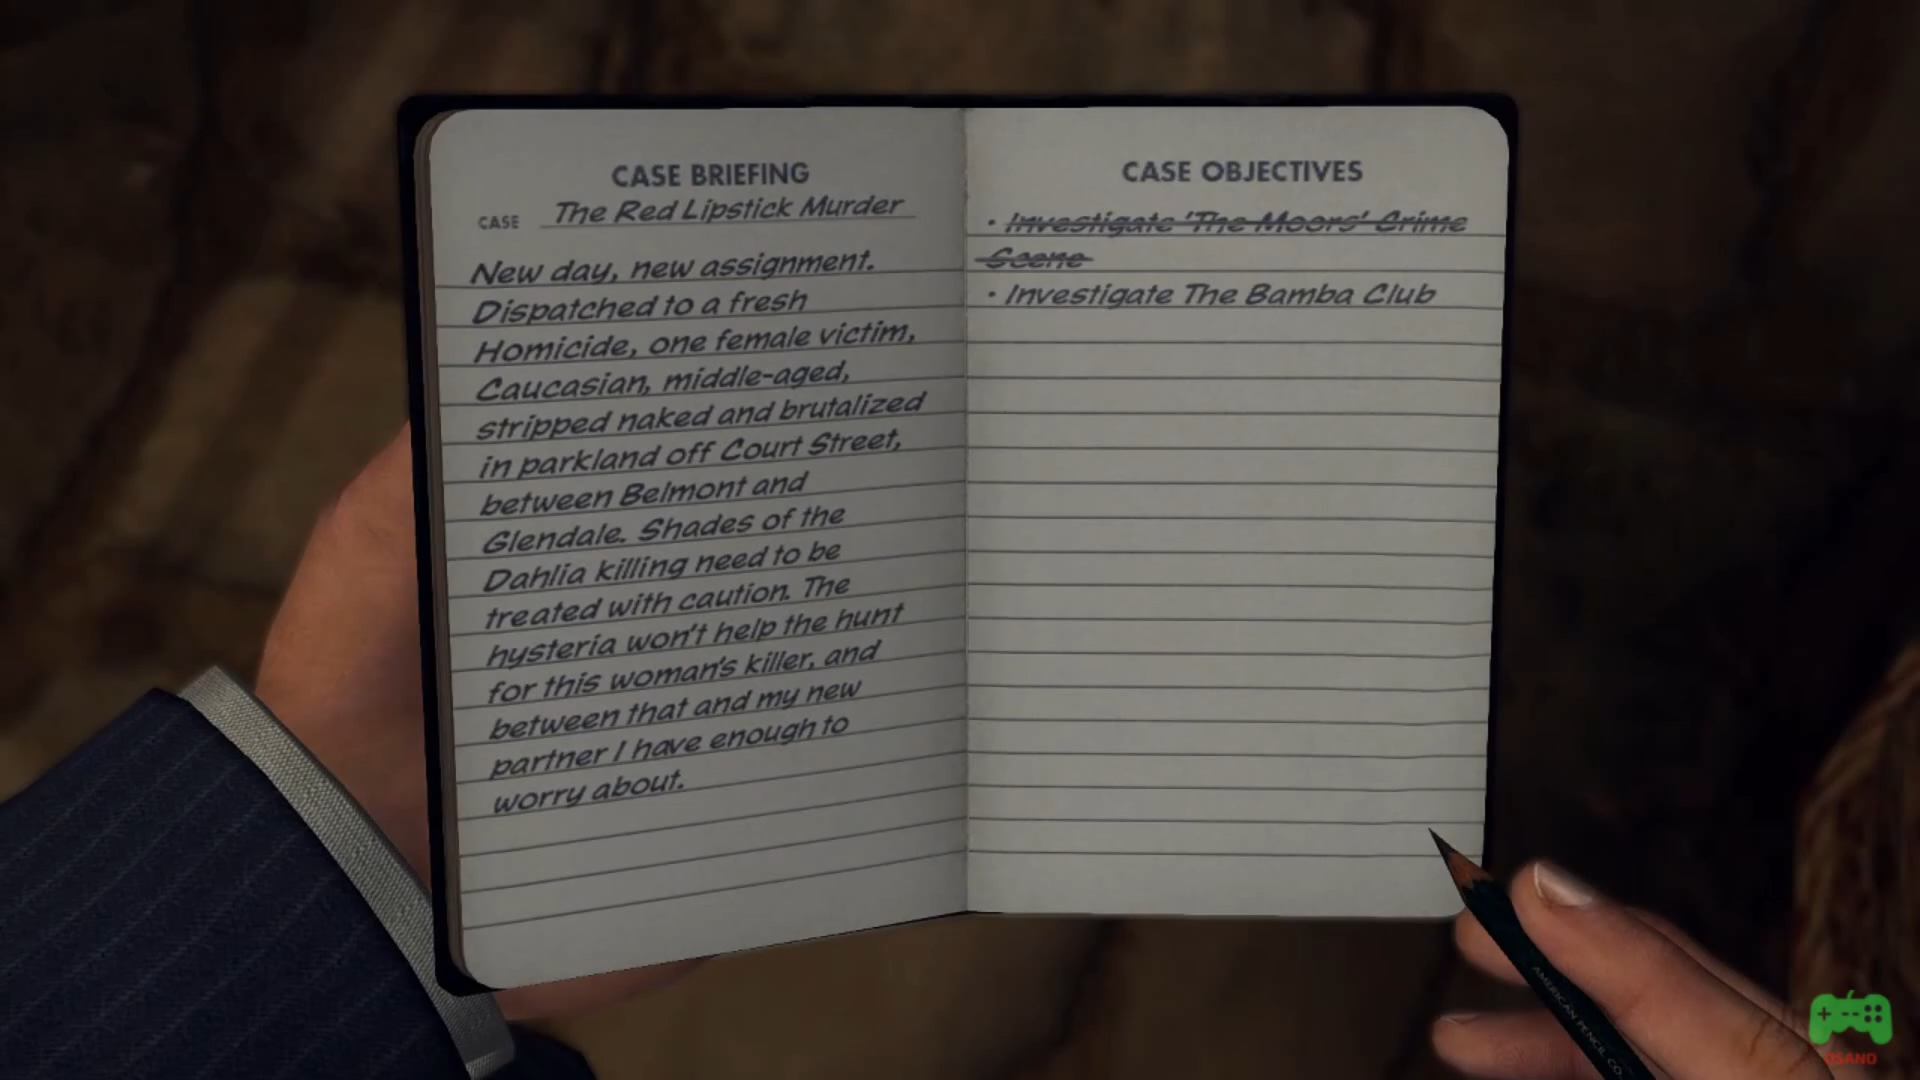 CASE BRIEFING
CASE The Red Lipstick Murder
New day, new assignment.
Dispatched to a fresh
Homicide, one female victim,
Caucasian, middle-aged,
stripped naked and brutalized
in parkland off Court Street,
between Belmont and
Glendale. Shades of the
Dahlia killing need to be
treated with caution. The
hysteria won't help the hunt
for this woman's killer, and
between that and my new
partner I have enough to
worry about.
CASE OBJECTIVES
• Investigate 'The Moors' Crime
Scene
• Investigate The Bamba Club
AMERICAN PENCIL CO.
OSANO